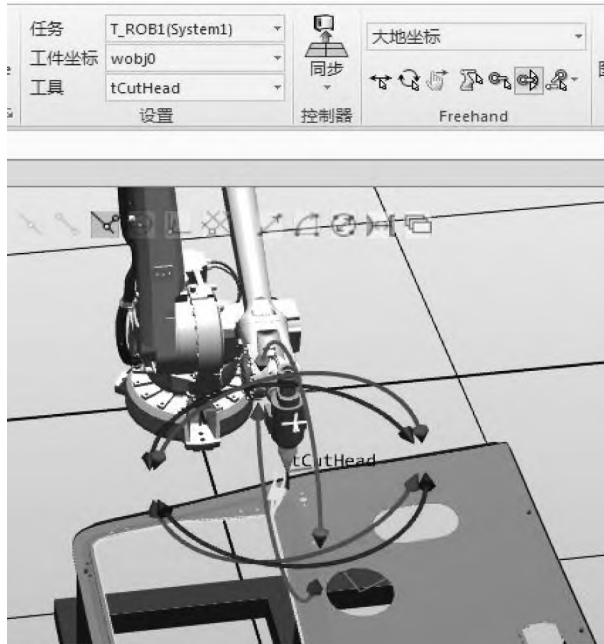 任务 T_ROB1(System1)
工件坐标 wobj0
工具 tCutHead
设置
同步
控制器
大地坐标
Freehand
tCutHead